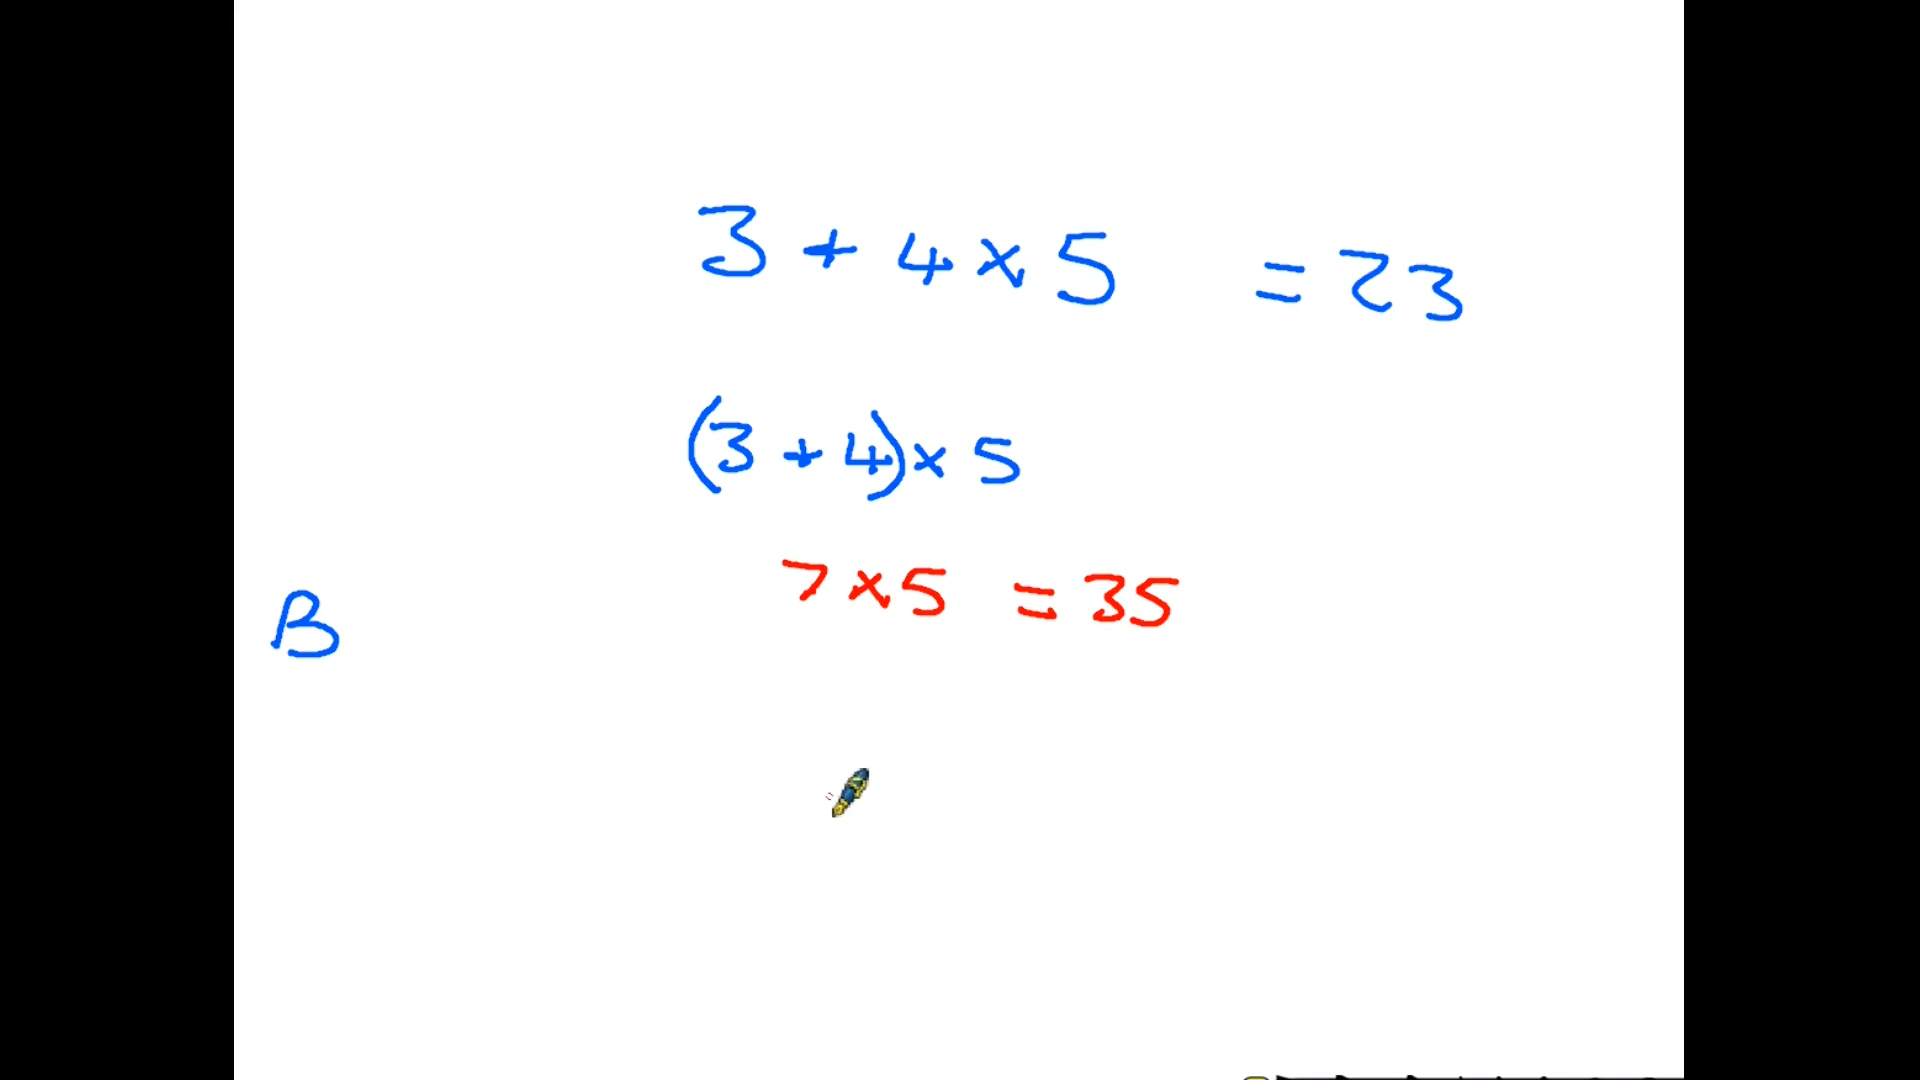 3 + 4 × 5 = 23
(3 + 4) × 5
7 × 5 = 35
B